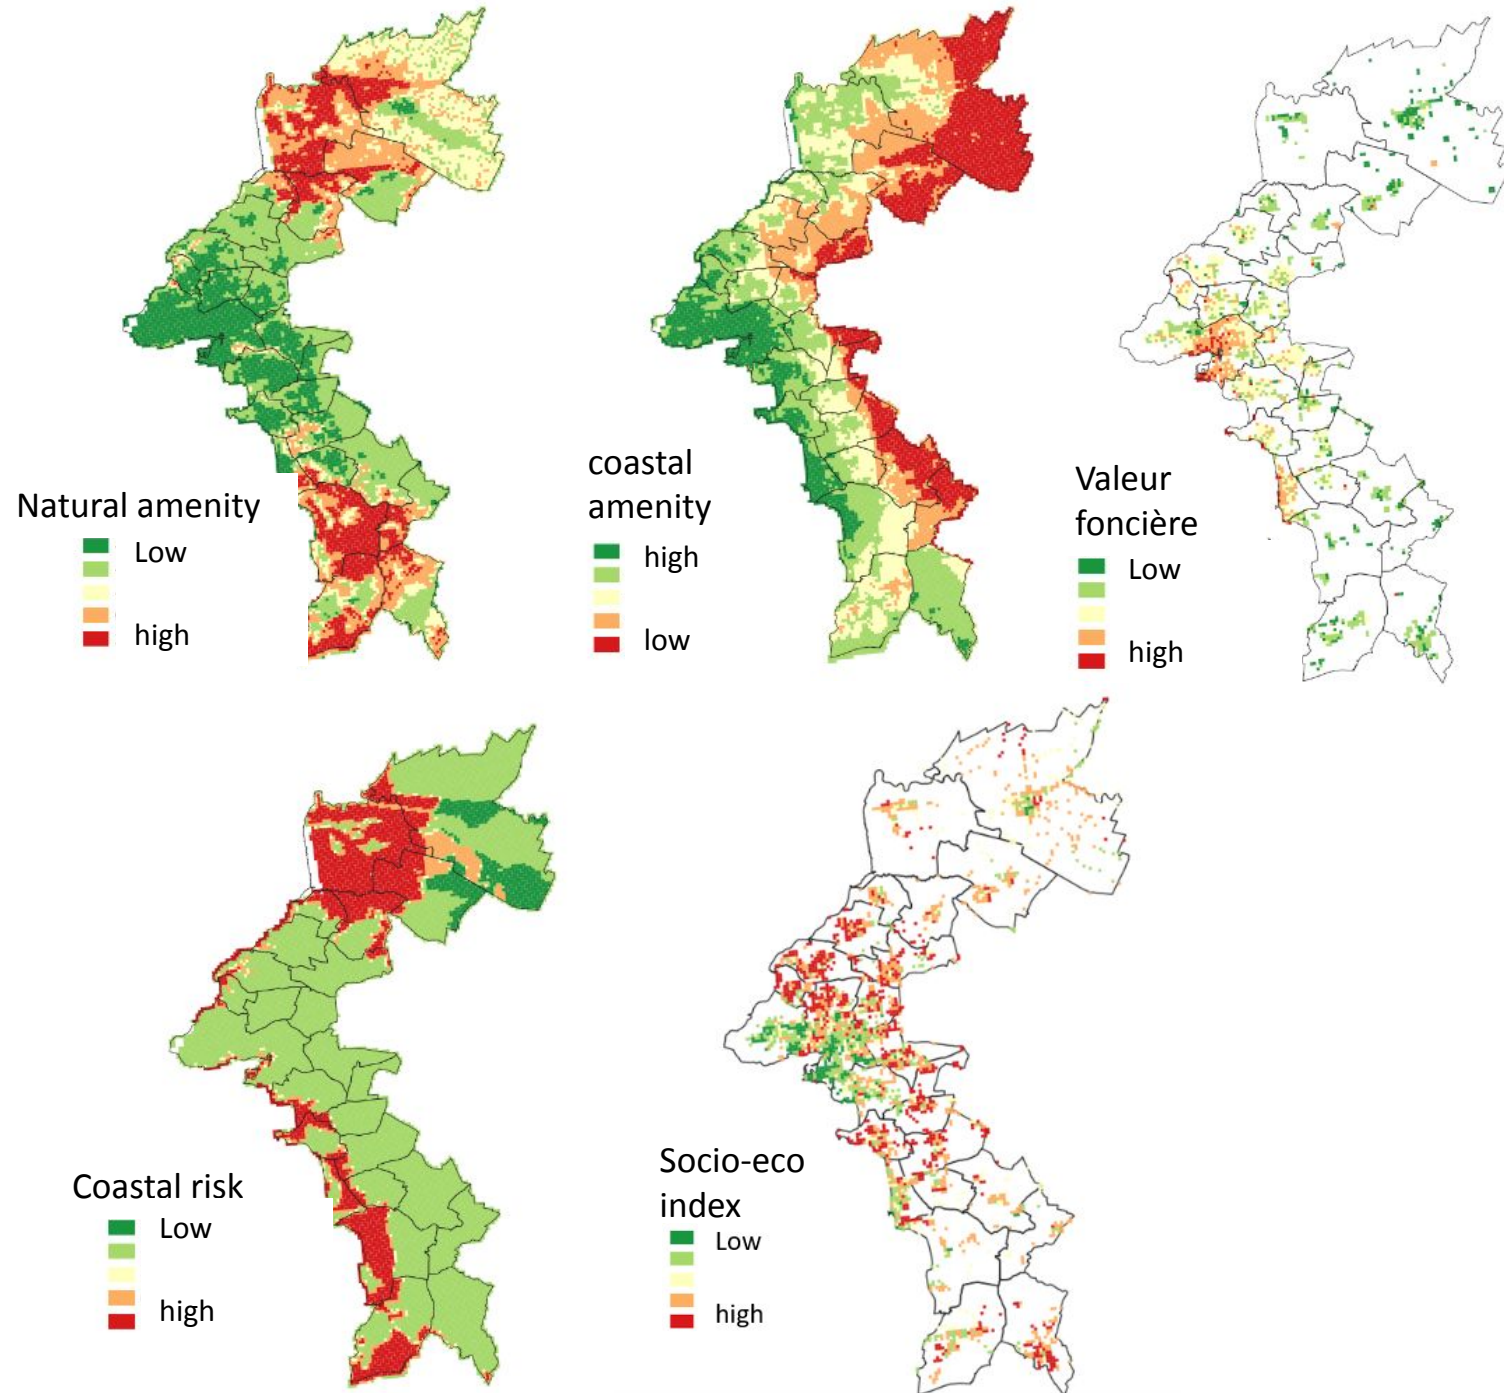 Natural amenity
Low
high
coastal
amenity
high
low
Valeur
foncière
Low
high
Coastal risk
Low
high
Socio-eco
index
Low
high